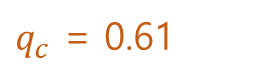 q_c = 0.61